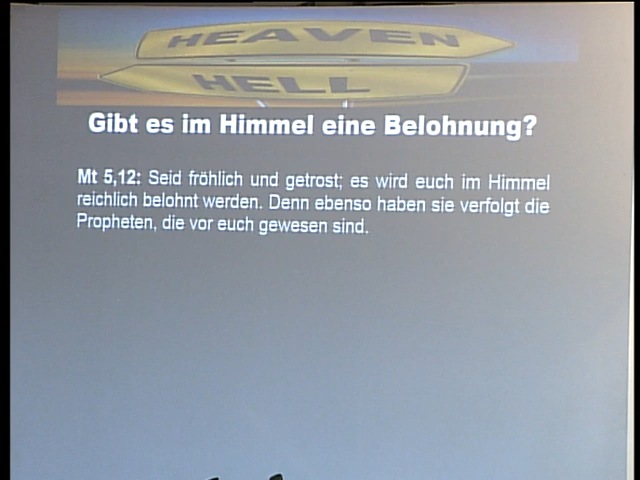 HEAVEN
HELL
Gibt es im Himmel eine Belohnung?
Mt 5,12: Seid fröhlich und getrost; es wird euch im Himmel
reichlich belohnt werden. Denn ebenso haben sie verfolgt die
Propheten, die vor euch gewesen sind.